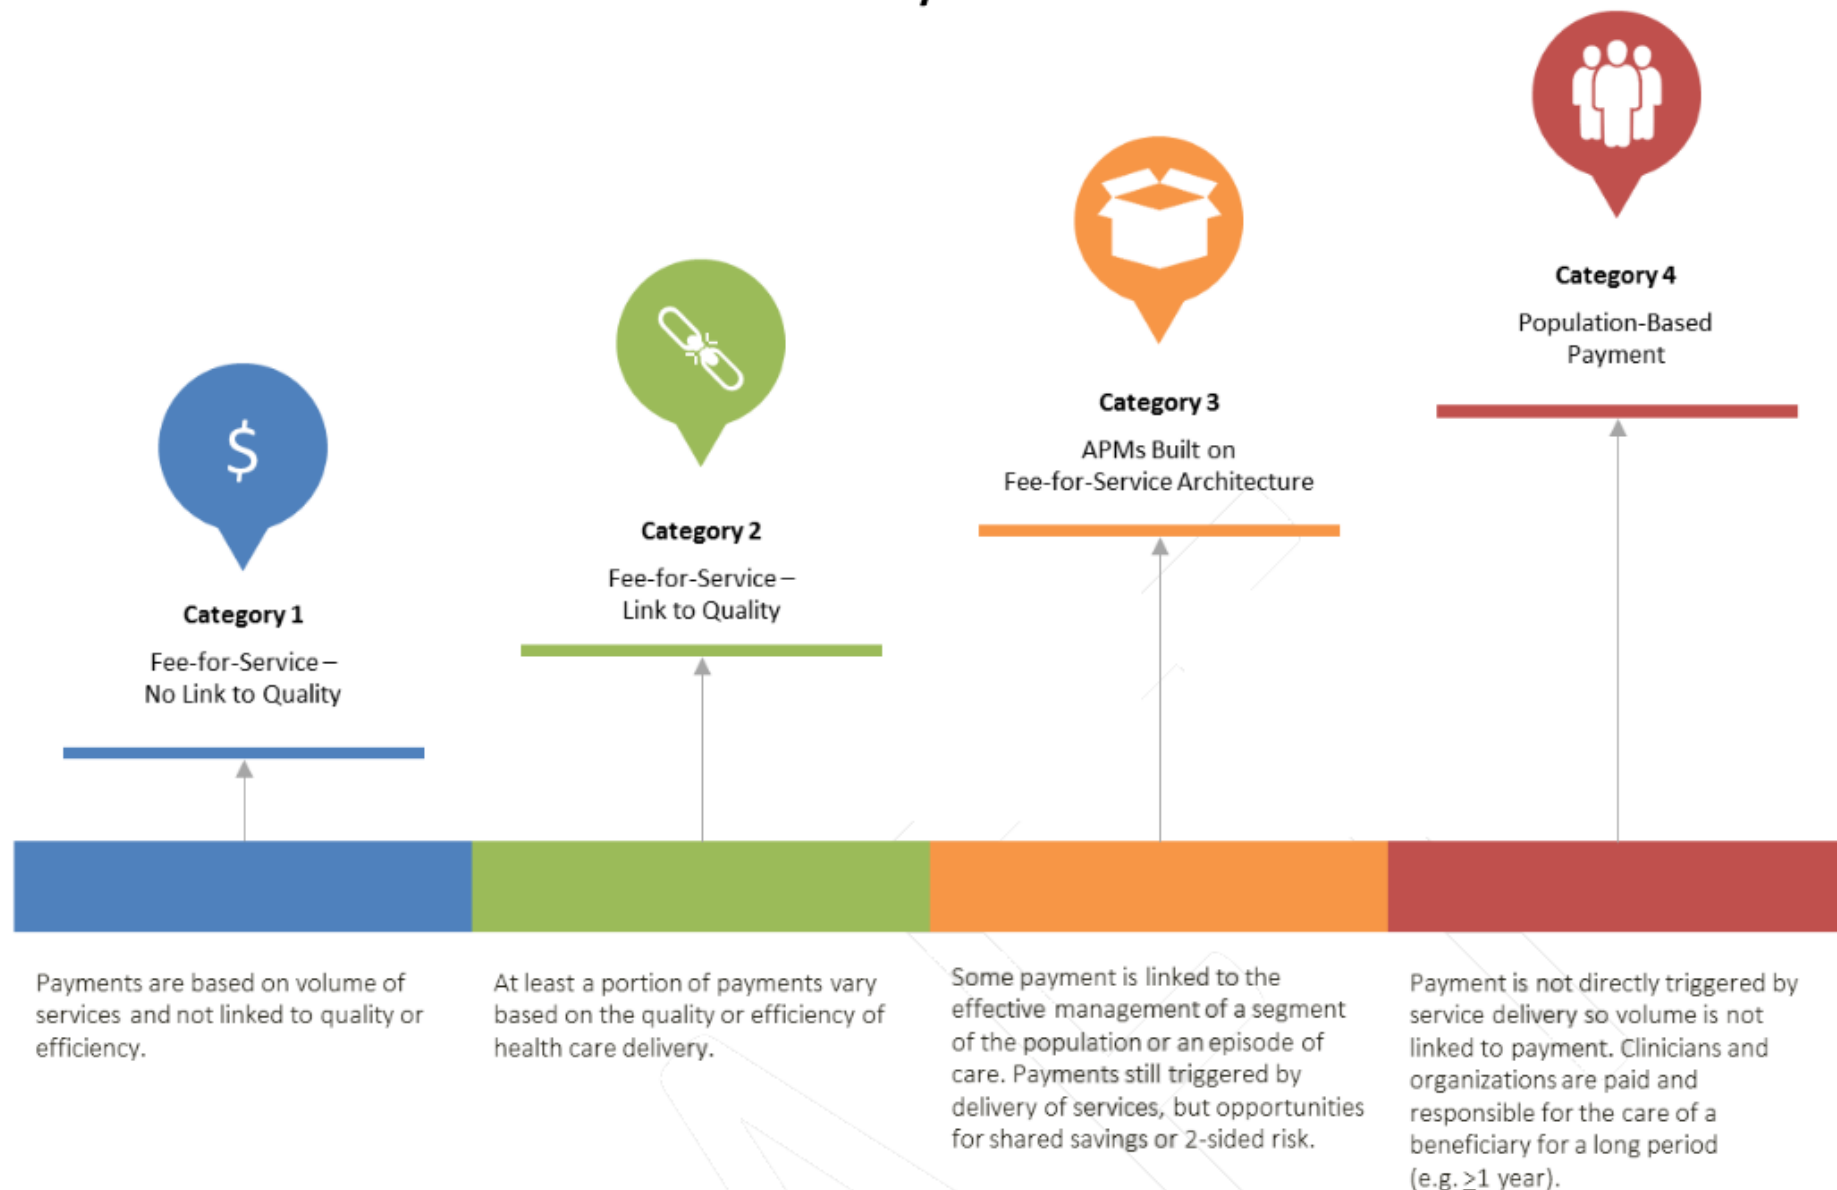 $
Category 1
Fee-for-Service –
No Link to Quality
Category 2
Fee-for-Service –
Link to Quality
Category 3
APMs Built on
Fee-for-Service Architecture
Category 4
Population-Based
Payment
Payments are based on volume of
services and not linked to quality or
efficiency.
At least a portion of payments vary
based on the quality or efficiency of
health care delivery.
Some payment is linked to the
effective management of a segment
of the population or an episode of
care. Payments still triggered by
delivery of services, but opportunities
for shared savings or 2-sided risk.
Payment is not directly triggered by
service delivery so volume is not
linked to payment. Clinicians and
organizations are paid and
responsible for the care of a
beneficiary for a long period
(e.g. ≥1 year).